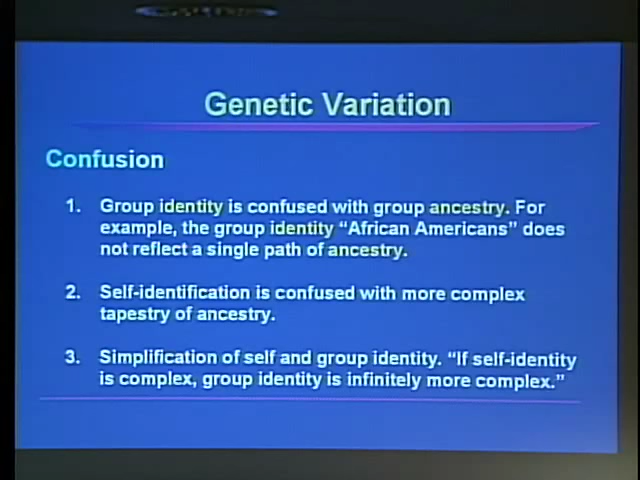 Genetic Variation
Confusion
1. Group identity is confused with group ancestry. For
example, the group identity “African Americans” does
not reflect a single path of ancestry.
2. Self-identification is confused with more complex
tapestry of ancestry.
3. Simplification of self and group identity. “If self-identity
is complex, group identity is infinitely more complex.”